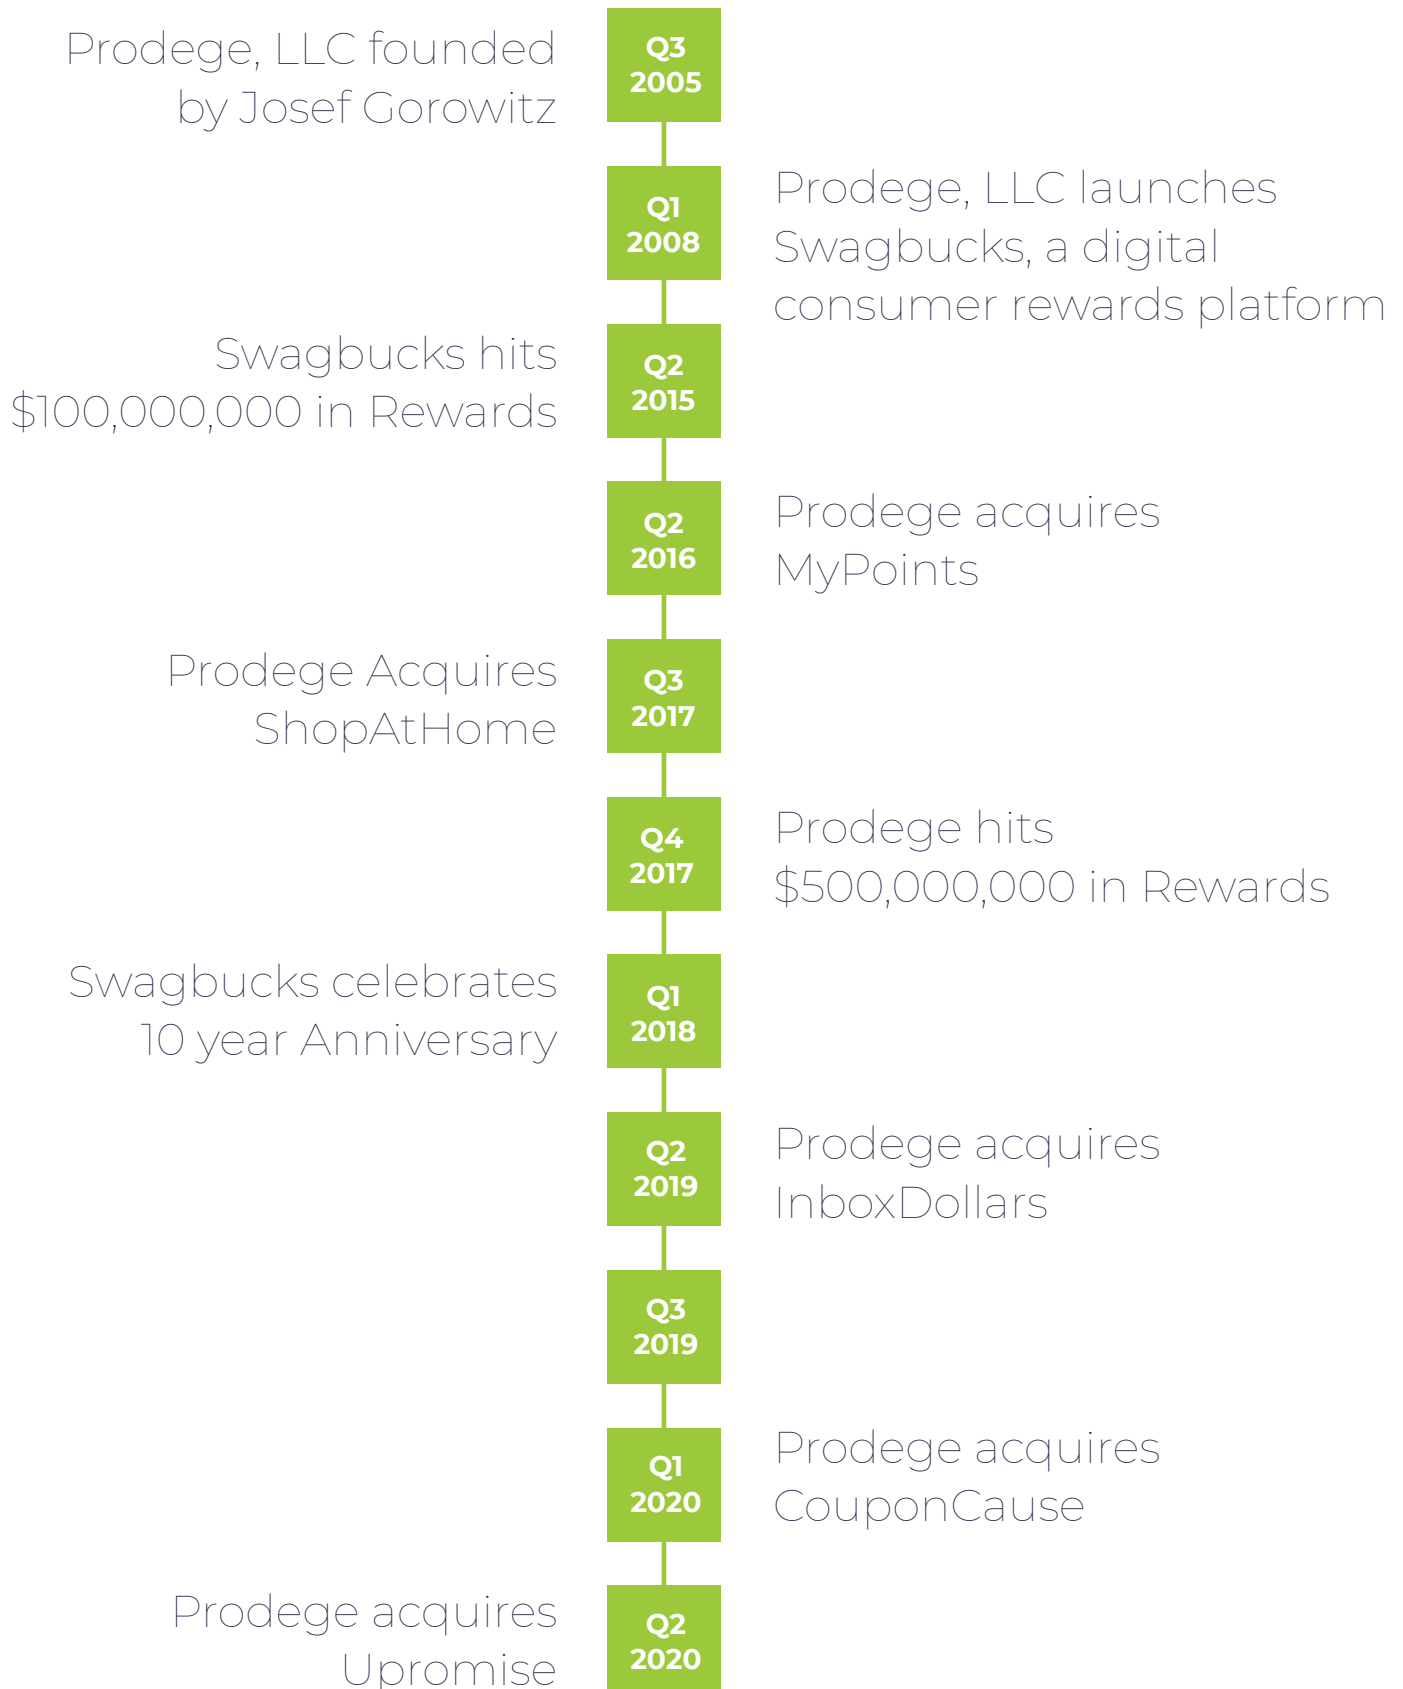 Prodege, LLC founded
by Josef Gorowitz
Q3
2005
Q1
2008
Prodege, LLC launches
Swagbucks, a digital
consumer rewards platform
Swagbucks hits
$100,000,000 in Rewards
Q2
2015
Q2
2016
Prodege acquires
MyPoints
Prodege Acquires
ShopAtHome
Q3
2017
Q4
2017
Prodege hits
$500,000,000 in Rewards
Swagbucks celebrates
10 year Anniversary
Q1
2018
Q2
2019
Prodege acquires
InboxDollars
Q3
2019
Q1
2020
Prodege acquires
CouponCause
Prodege acquires
Upromise
Q2
2020